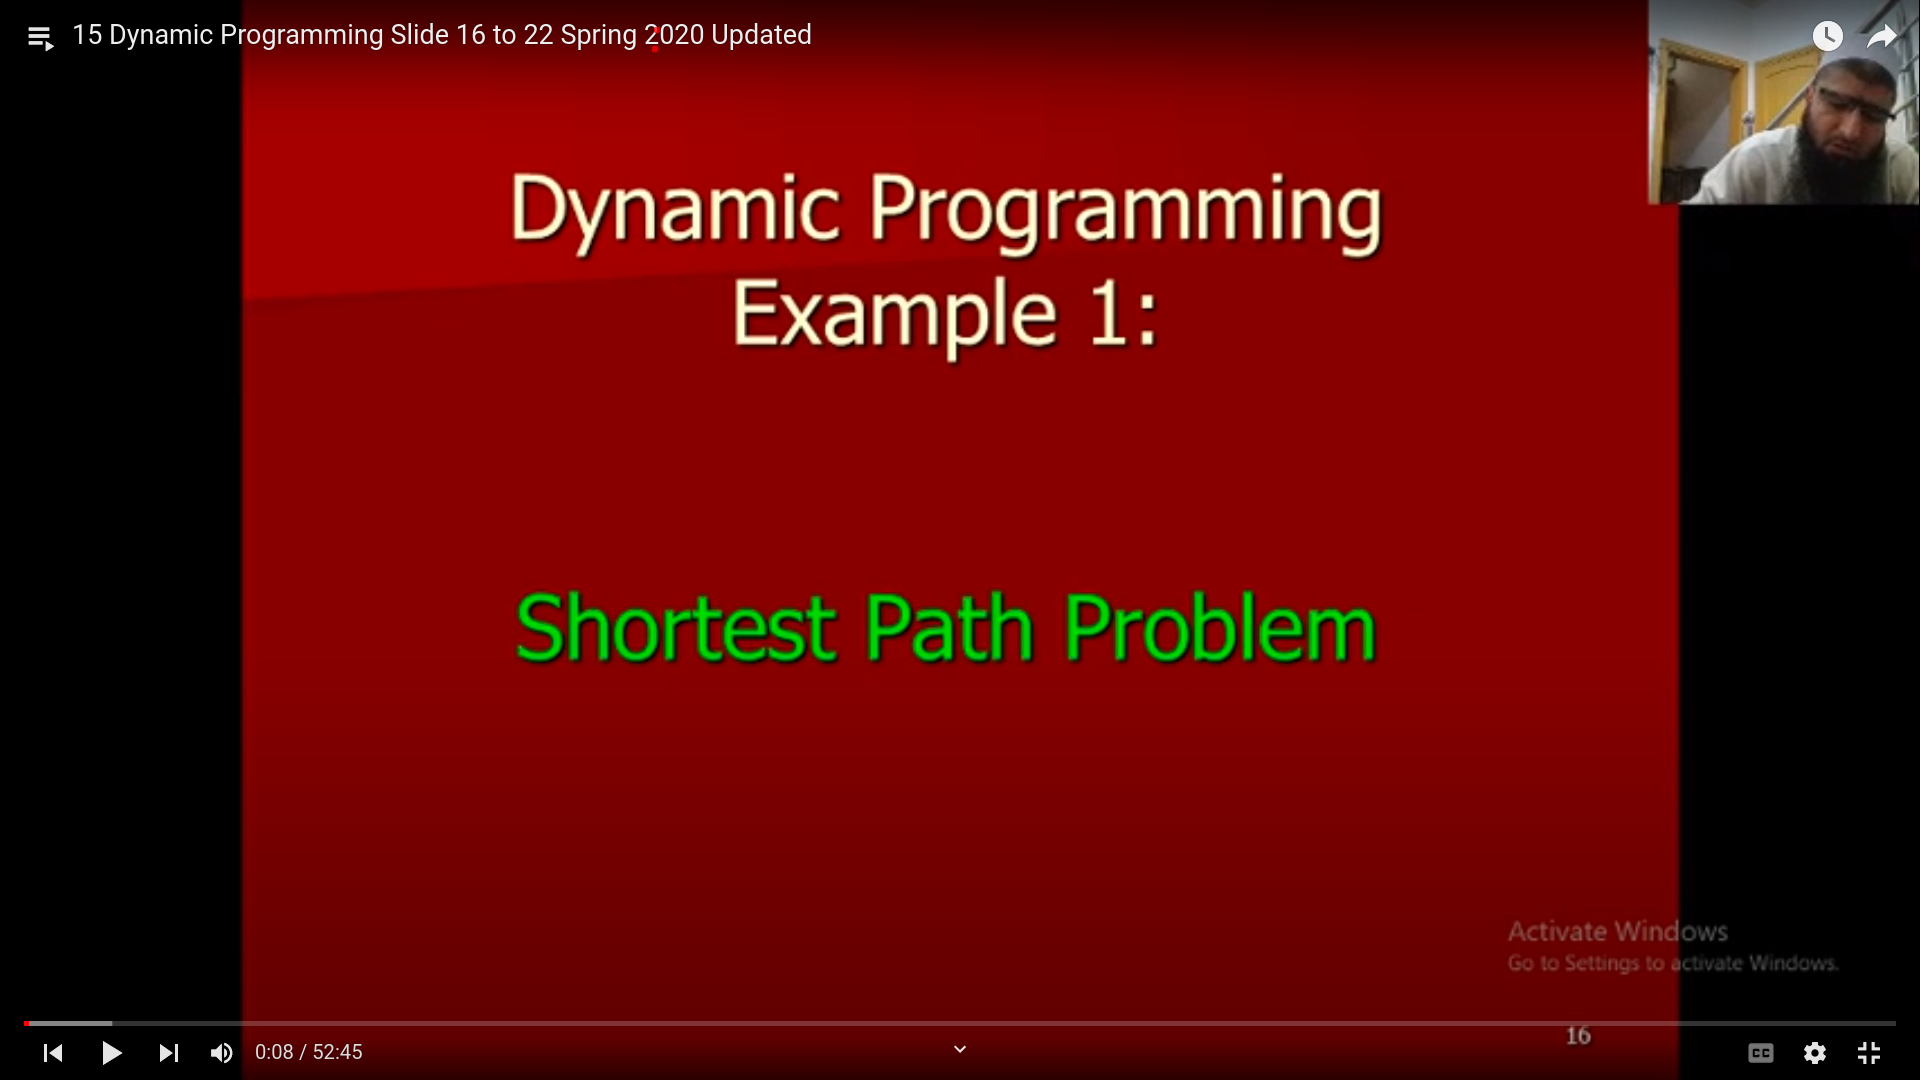 15 Dynamic Programming Slide 16 to 22 Spring 2020 Updated
Dynamic Programming
Example 1:
Shortest Path Problem
Activate Windows
Go to Settings to activate Windows.
16
0:08 / 52:45
CC